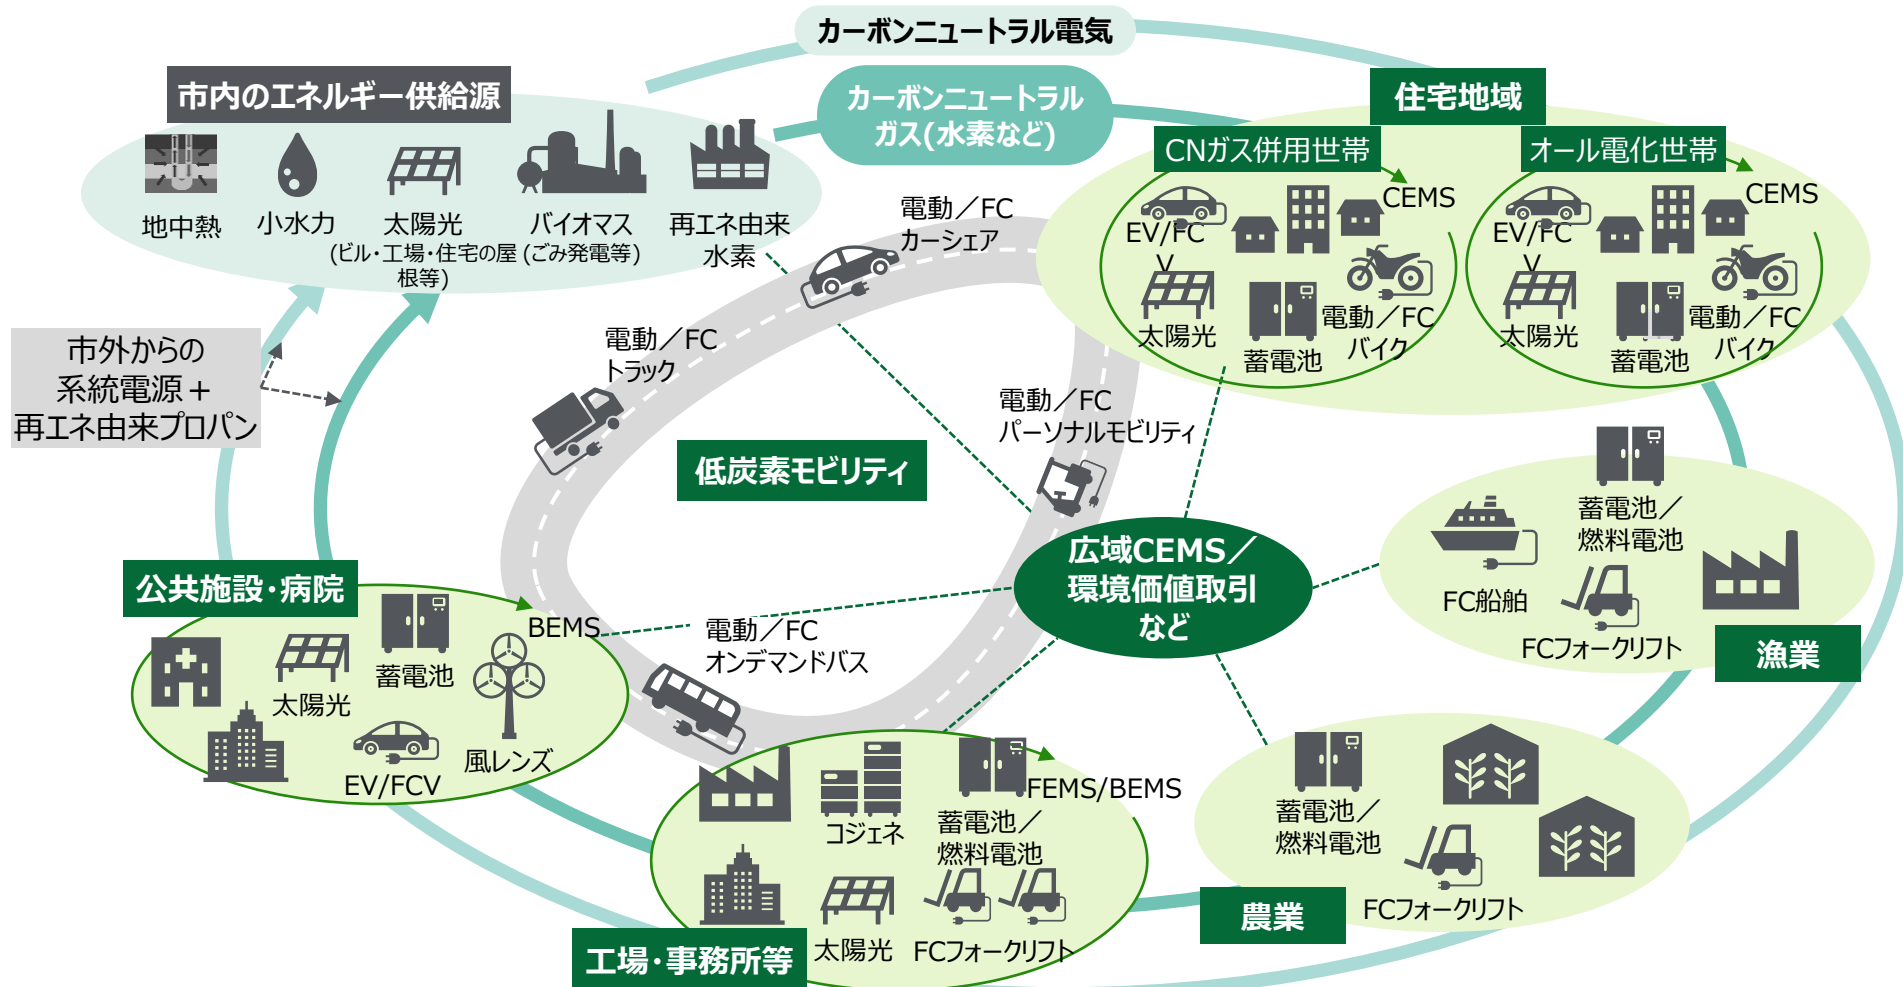 カーボンニュートラル電気
カーボンニュートラル
ガス(水素など)
市内のエネルギー供給源
地中熱
小水力
太陽光
(ビル・工場・住宅の屋
根等)
バイオマス
(ごみ発電等)
再エネ由来
水素
市外からの
系統電源＋
再エネ由来プロパン
住宅地域
CNガス併用世帯
CEMS
EV/FC
V
太陽光
蓄電池
電動／FC
バイク
オール電化世帯
CEMS
EV/FC
V
太陽光
蓄電池
電動／FC
バイク
電動／FC
カーシェア
電動／FC
トラック
電動／FC
パーソナルモビリティ
低炭素モビリティ
電動／FC
オンデマンドバス
広域CEMS／
環境価値取引
など
蓄電池／
燃料電池
FC船舶
FCフォークリフト
漁業
公共施設・病院
BEMS
太陽光
蓄電池
EV/FCV
風レンズ
FEMS/BEMS
コジェネ
蓄電池／
燃料電池
太陽光
FCフォークリフト
工場・事務所等
蓄電池／
燃料電池
FCフォークリフト
農業